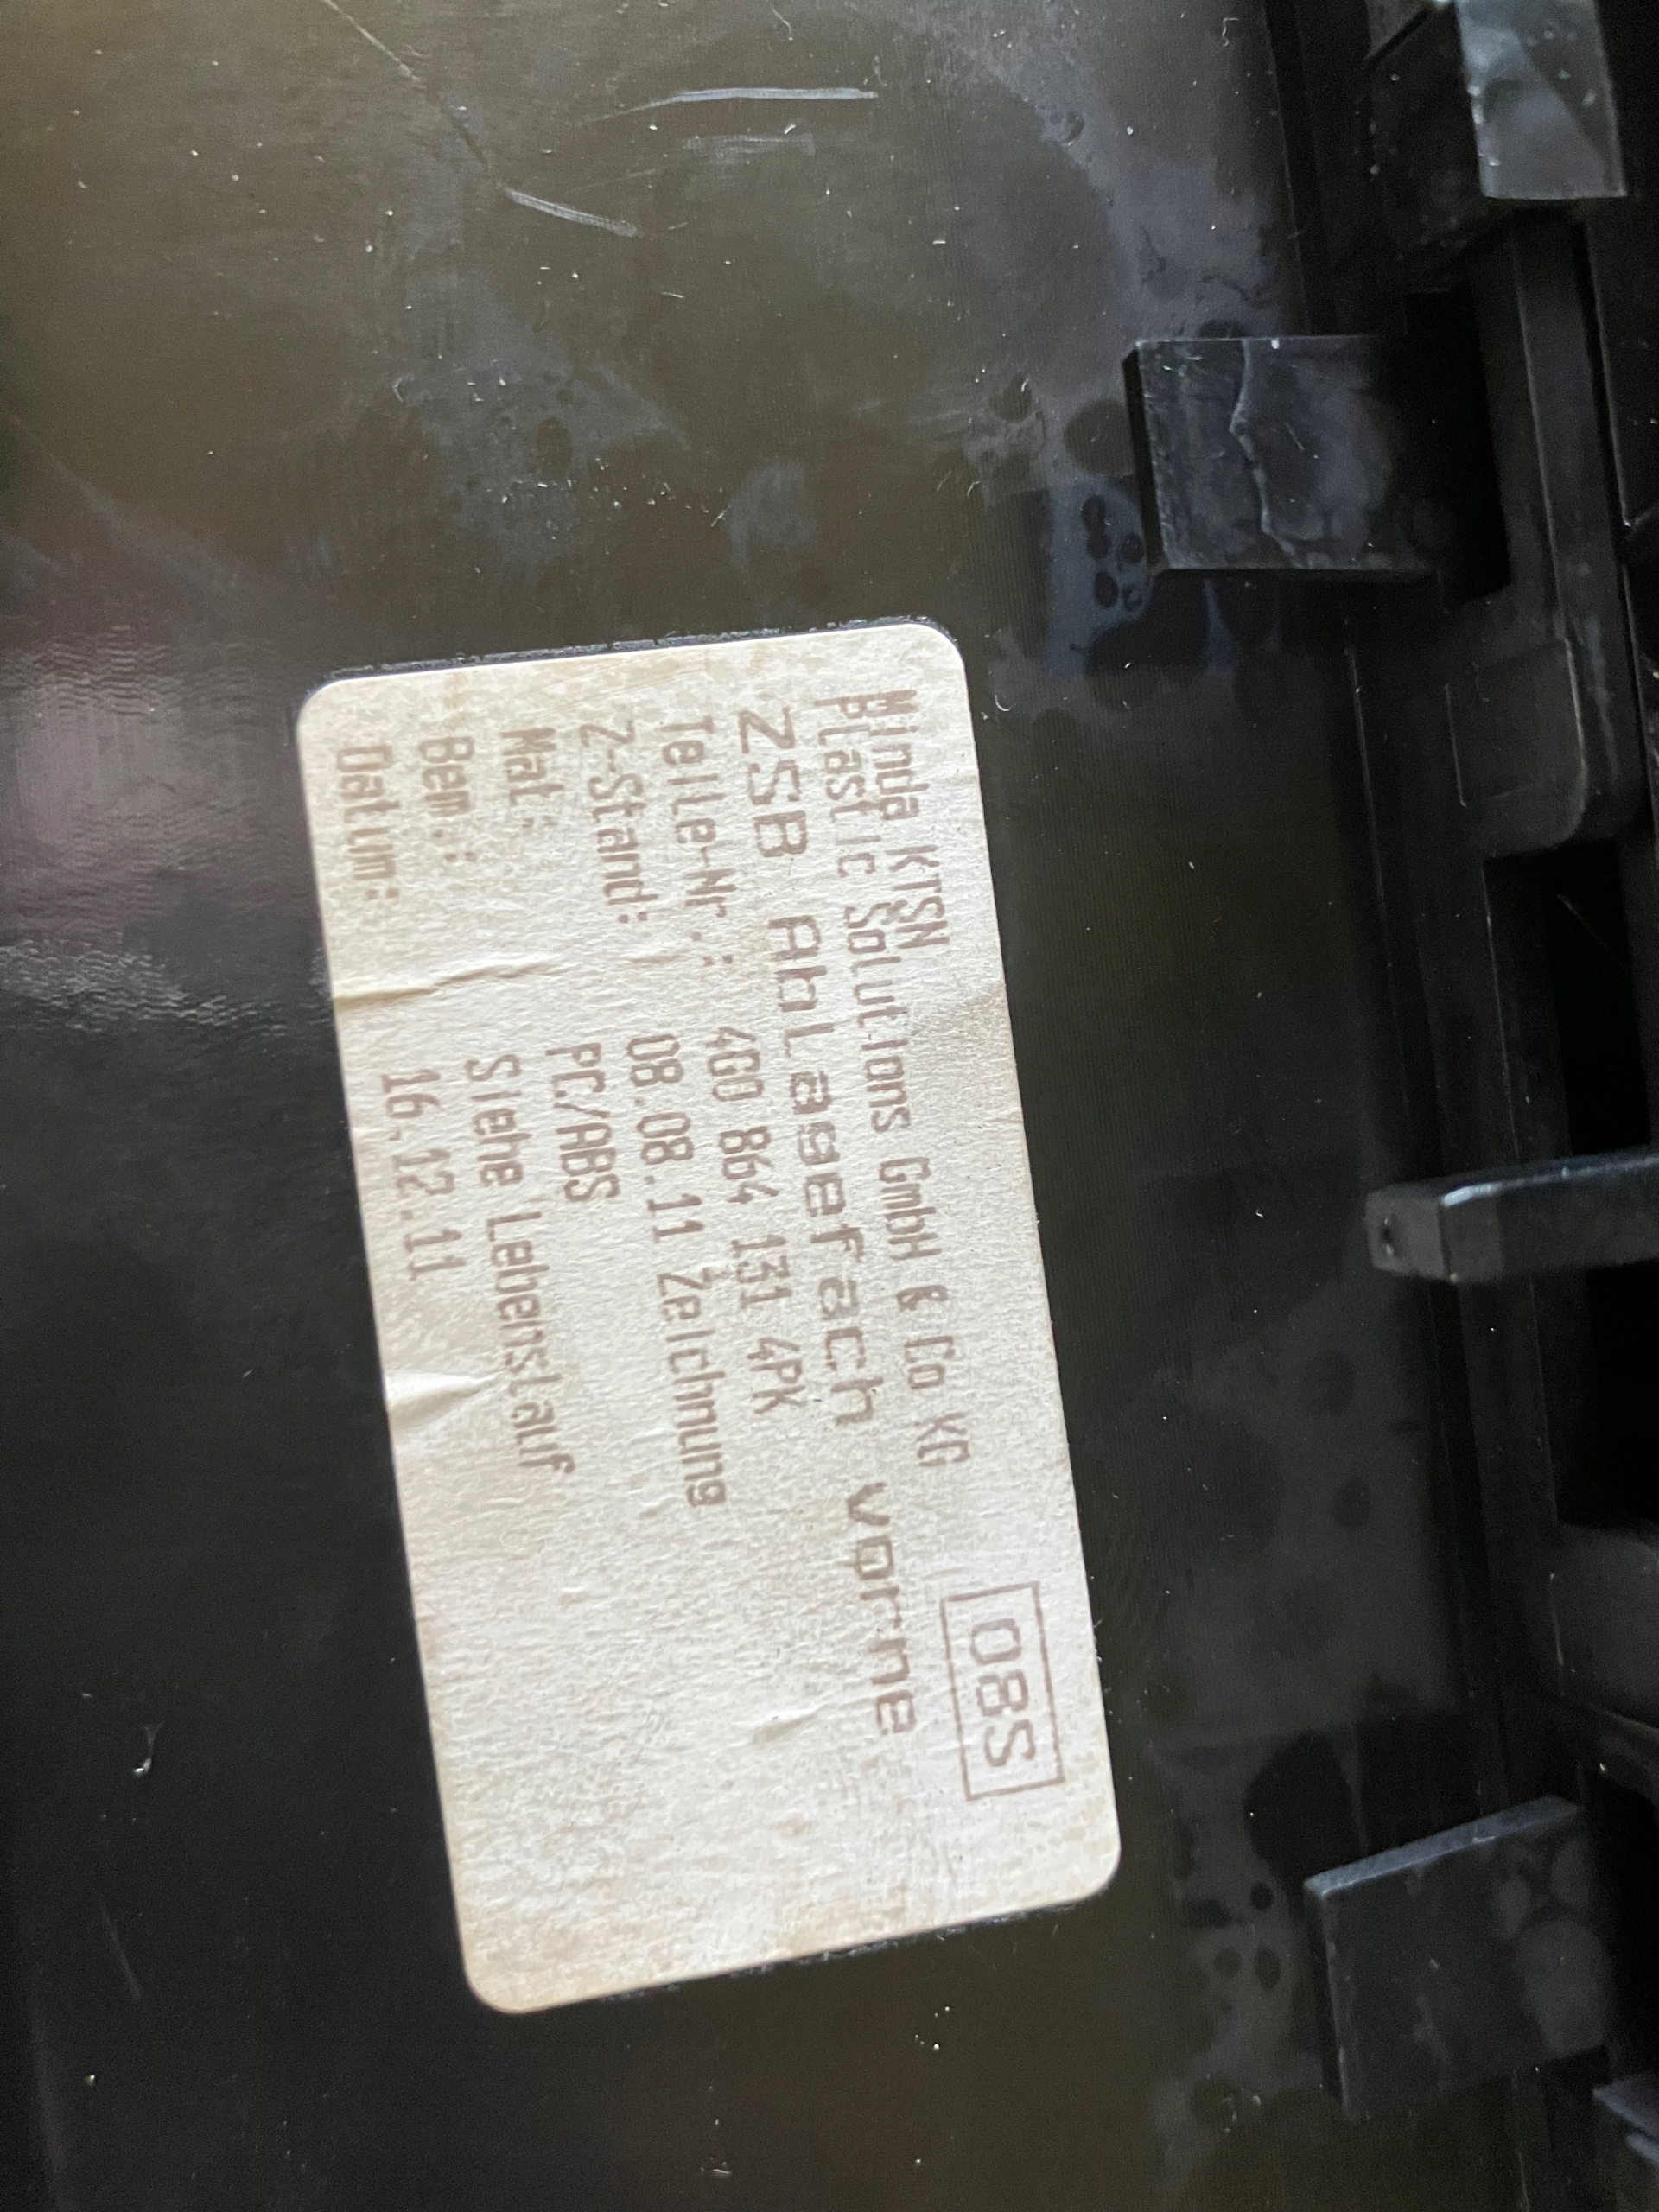 Minda KTSN
Plastic Solutions GmbH & Co KG
08S
ZSB Ablagefach vorne
Teile-Nr.: 4G0 864 131 4PK
Z-Stand: 08.08.11 Zeichnung
Mat: PC/ABS
Bem.: Siehe Lebenslauf
Datum: 16.12.11